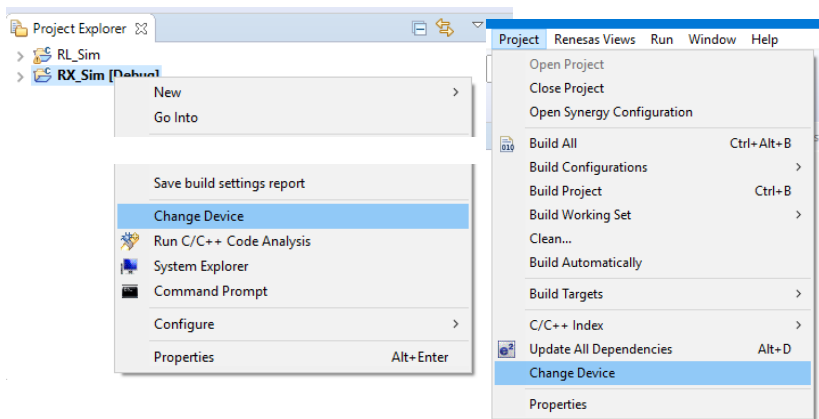 Project Explorer
RL_Sim
RX_Sim [Debug]
New
Go Into
Save build settings report
Change Device
Run C/C++ Code Analysis
System Explorer
Command Prompt
Configure
Properties Alt+Enter
Project Renesas Views Run Window Help
Open Project
Close Project
Open Synergy Configuration
010 Build All Ctrl+Alt+B
Build Configurations
Build Project Ctrl+B
Build Working Set
Clean...
Build Automatically
Build Targets
C/C++ Index
e² Update All Dependencies Alt+D
Change Device
Properties